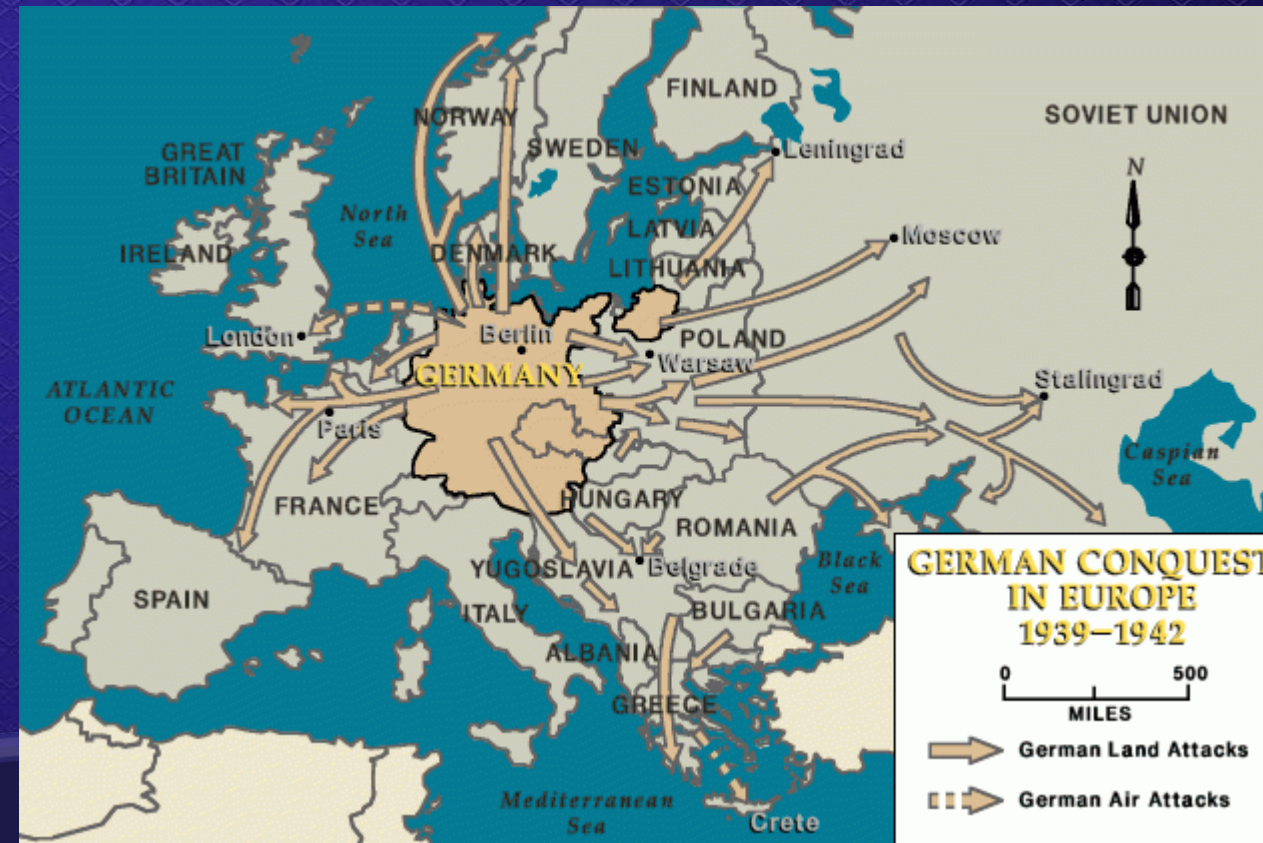 FINLAND
SOVIET UNION
NORWAY
SWEDEN
Leningrad
GREAT
BRITAIN
N
ESTONIA
North
Sea
LATVIA
Moscow
IRELAND
DENMARK
LITHUANIA
London
Berlin
POLAND
Warsaw
GERMANY
ATLANTIC
OCEAN
Stalingrad
Paris
Caspian
Sea
FRANCE
HUNGARY
ROMANIA
YUGOSLAVIA
Belgrade
Black
Sea
SPAIN
ITALY
BULGARIA
ALBANIA
GREECE
Mediterranean
Sea
Crete
GERMAN CONQUEST
IN EUROPE
1939–1942
0 500
MILES
German Land Attacks
German Air Attacks